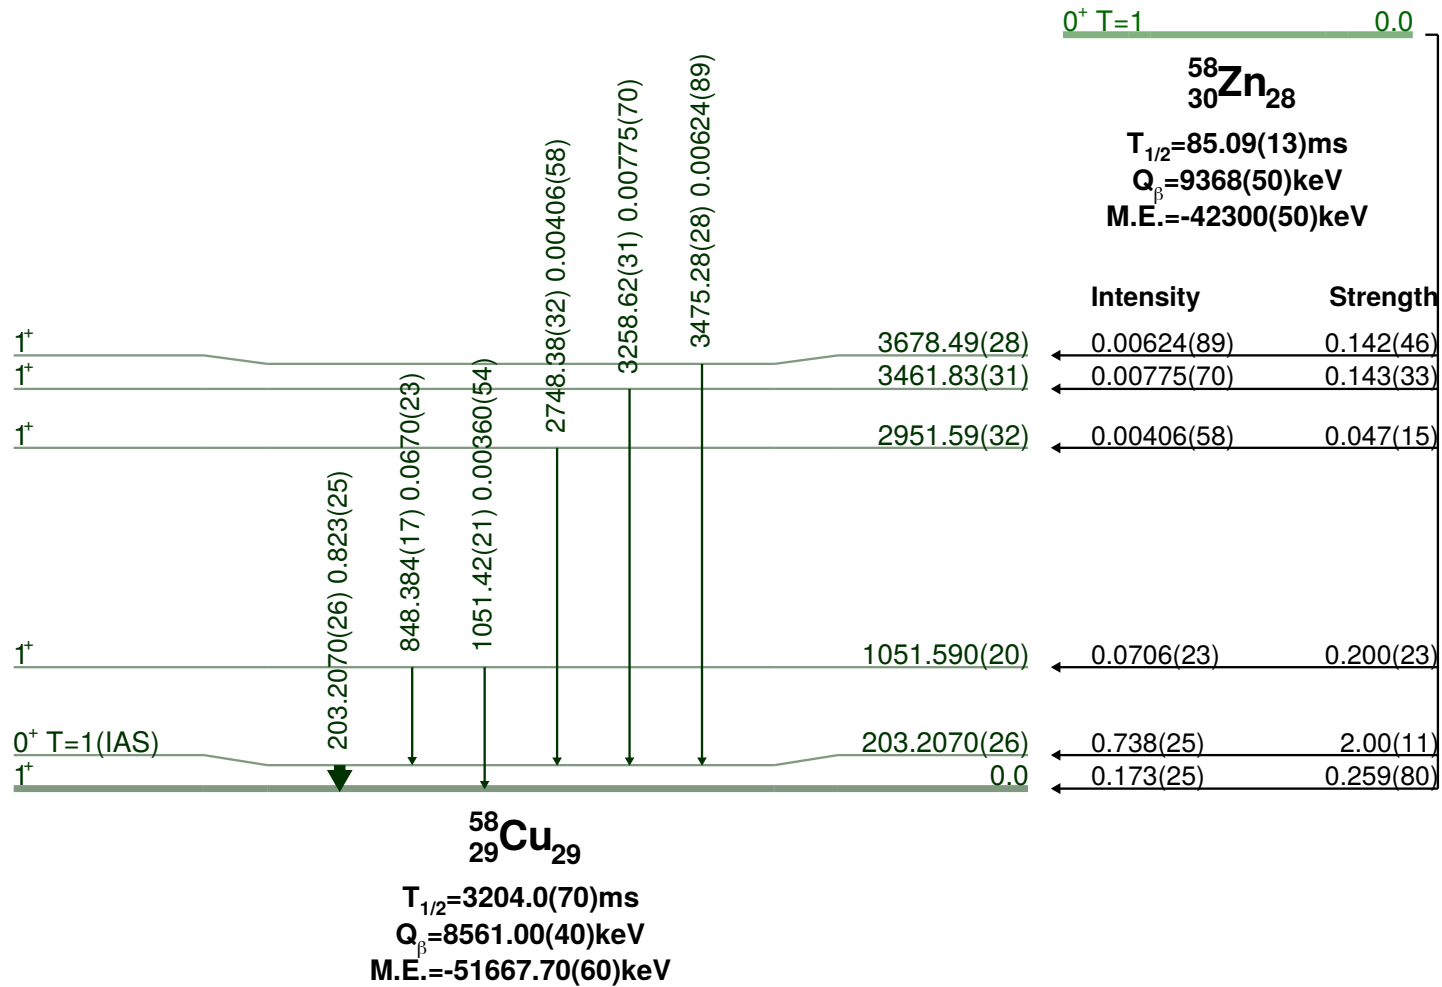 0⁺ T=1 0.0
⁵⁸₃₀Zn₂₈
T₁/₂=85.09(13)ms
Qᵦ=9368(50)keV
M.E.=-42300(50)keV
Intensity Strength
1⁺ 3678.49(28) 0.00624(89) 0.142(46)
1⁺ 3461.83(31) 0.00775(70) 0.143(33)
1⁺ 2951.59(32) 0.00406(58) 0.047(15)
1⁺ 1051.590(20) 0.0706(23) 0.200(23)
0⁺ T=1(IAS) 203.2070(26) 0.738(25) 2.00(11)
1⁺ 0.0 0.173(25) 0.259(80)
203.2070(26) 0.823(25)
848.384(17) 0.0670(23)
1051.42(21) 0.00360(54)
2748.38(32) 0.00406(58)
3258.62(31) 0.00775(70)
3475.28(28) 0.00624(89)
⁵⁸₂₉Cu₂₉
T₁/₂=3204.0(70)ms
Qᵦ=8561.00(40)keV
M.E.=-51667.70(60)keV